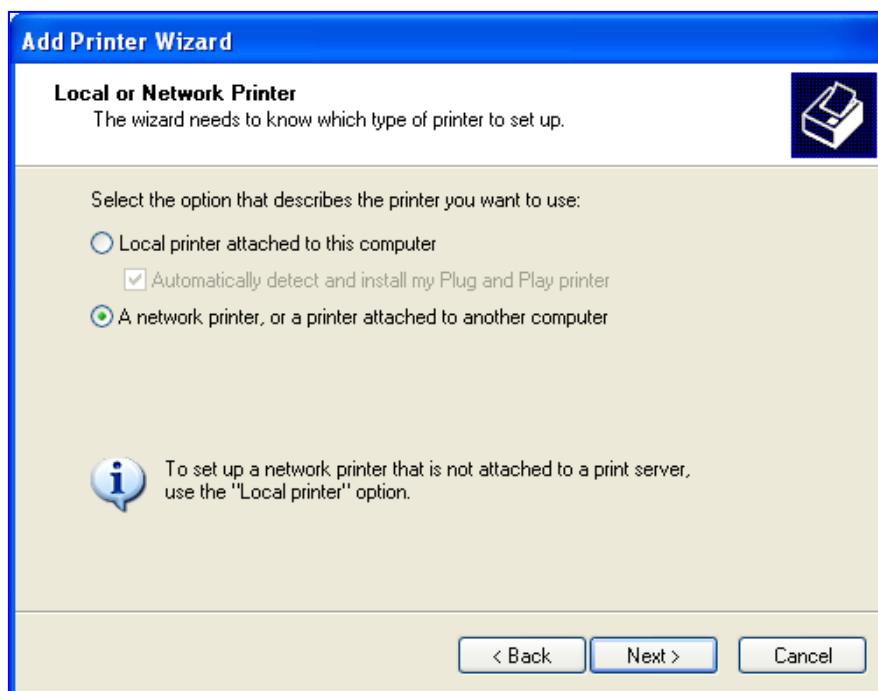 Add Printer Wizard
Local or Network Printer
The wizard needs to know which type of printer to set up.
Select the option that describes the printer you want to use:
Local printer attached to this computer
Automatically detect and install my Plug and Play printer
A network printer, or a printer attached to another computer
To set up a network printer that is not attached to a print server,
use the "Local printer" option.
< Back Next > Cancel